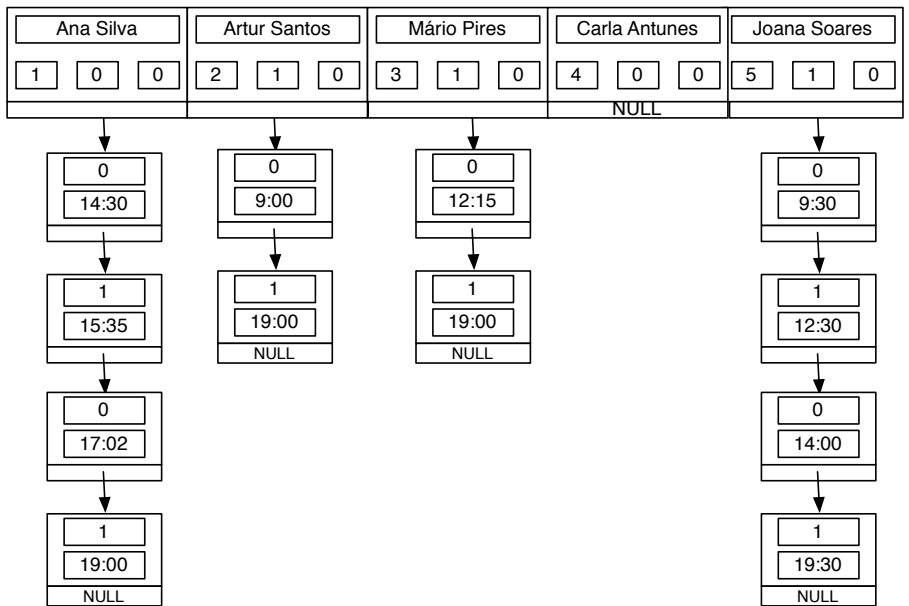 Ana Silva Artur Santos Mário Pires Carla Antunes Joana Soares
1 0 0 2 1 0 3 1 0 4 0 0 5 1 0
NULL
0 0 0 0
14:30 9:00 12:15 9:30
1 1 1 1
15:35 19:00 19:00 12:30
NULL NULL
0 0
17:02 14:00
1 1
19:00 19:30
NULL NULL